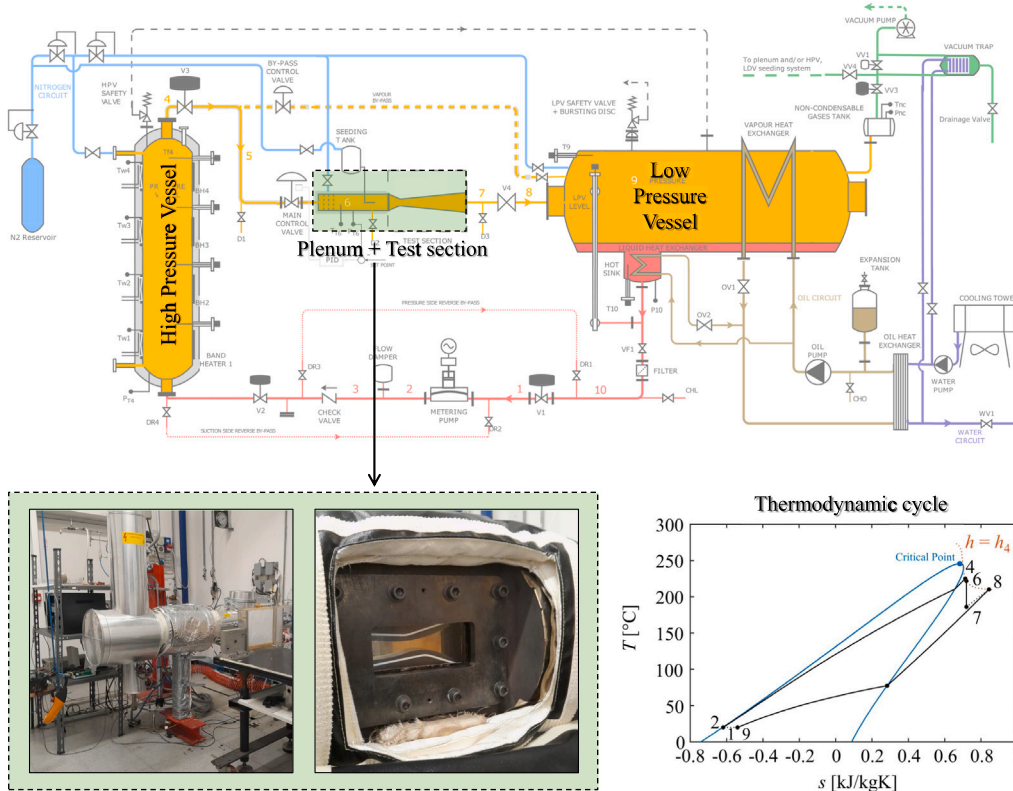 VACUUM PUMP
VACUUM TRAP
To plenum and/or HPV,
LDV seeding system
VV1
VV4
VV3
Tnc
Pnc
NON-CONDENSABLE
GASES TANK
Drainage Valve
NITROGEN
CIRCUIT
HPV
SAFETY
VALVE
V3
BY-PASS
CONTROL
VALVE
VAPOUR
BY-PASS
LPV SAFETY VALVE
+ BURSTING DISC
VAPOUR HEAT
EXCHANGER
4
5
SEEDING
TANK
T9
Tw4
BH4
Tw3
BH3
Tw2
BH2
Tw1
BAND
HEATER 1
High Pressure Vessel
N2 Reservoir
D1
MAIN
CONTROL
VALVE
6
TEST SECTION
Plenum + Test section
PID
7
V4
8
D3
9
PRESSURE
LPV
LEVEL
Low
Pressure
Vessel
LIQUID HEAT EXCHANGER
HOT
SINK
T10
P10
OV1
OV2
OIL CIRCUIT
EXPANSION
TANK
COOLING TOWE
OIL HEAT
EXCHANGER
OIL
PUMP
WATER
PUMP
CHO
WV1
WATER
CIRCUIT
PRESSURE SIDE REVERSE BY-PASS
FLOW
DAMPER
DR3
DR1
VF1
FILTER
CHL
PT4
DR4
V2
3
CHECK
VALVE
2
METERING
PUMP
1
V1
10
DR2
SUCTION SIDE REVERSE BY-PASS
Thermodynamic cycle
300
250
200
150
100
50
0
T [°C]
Critical Point
h = h4
4
6
8
7
2
1
9
-0.8 -0.6 -0.4 -0.2 0 0.2 0.4 0.6 0.8
s [kJ/kgK]